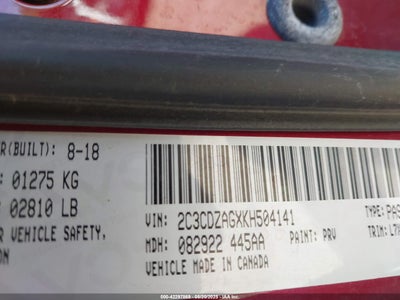 R(BUILT): 8-18
: 01275 KG
: 02810 LB
R VEHICLE SAFETY,
ON
VIN: 2C3CDZAGXKH504141
TYPE: PAS
MDH: 082922 445AA
PAINT: PRV
TRIM: L7
VEHICLE MADE IN CANADA